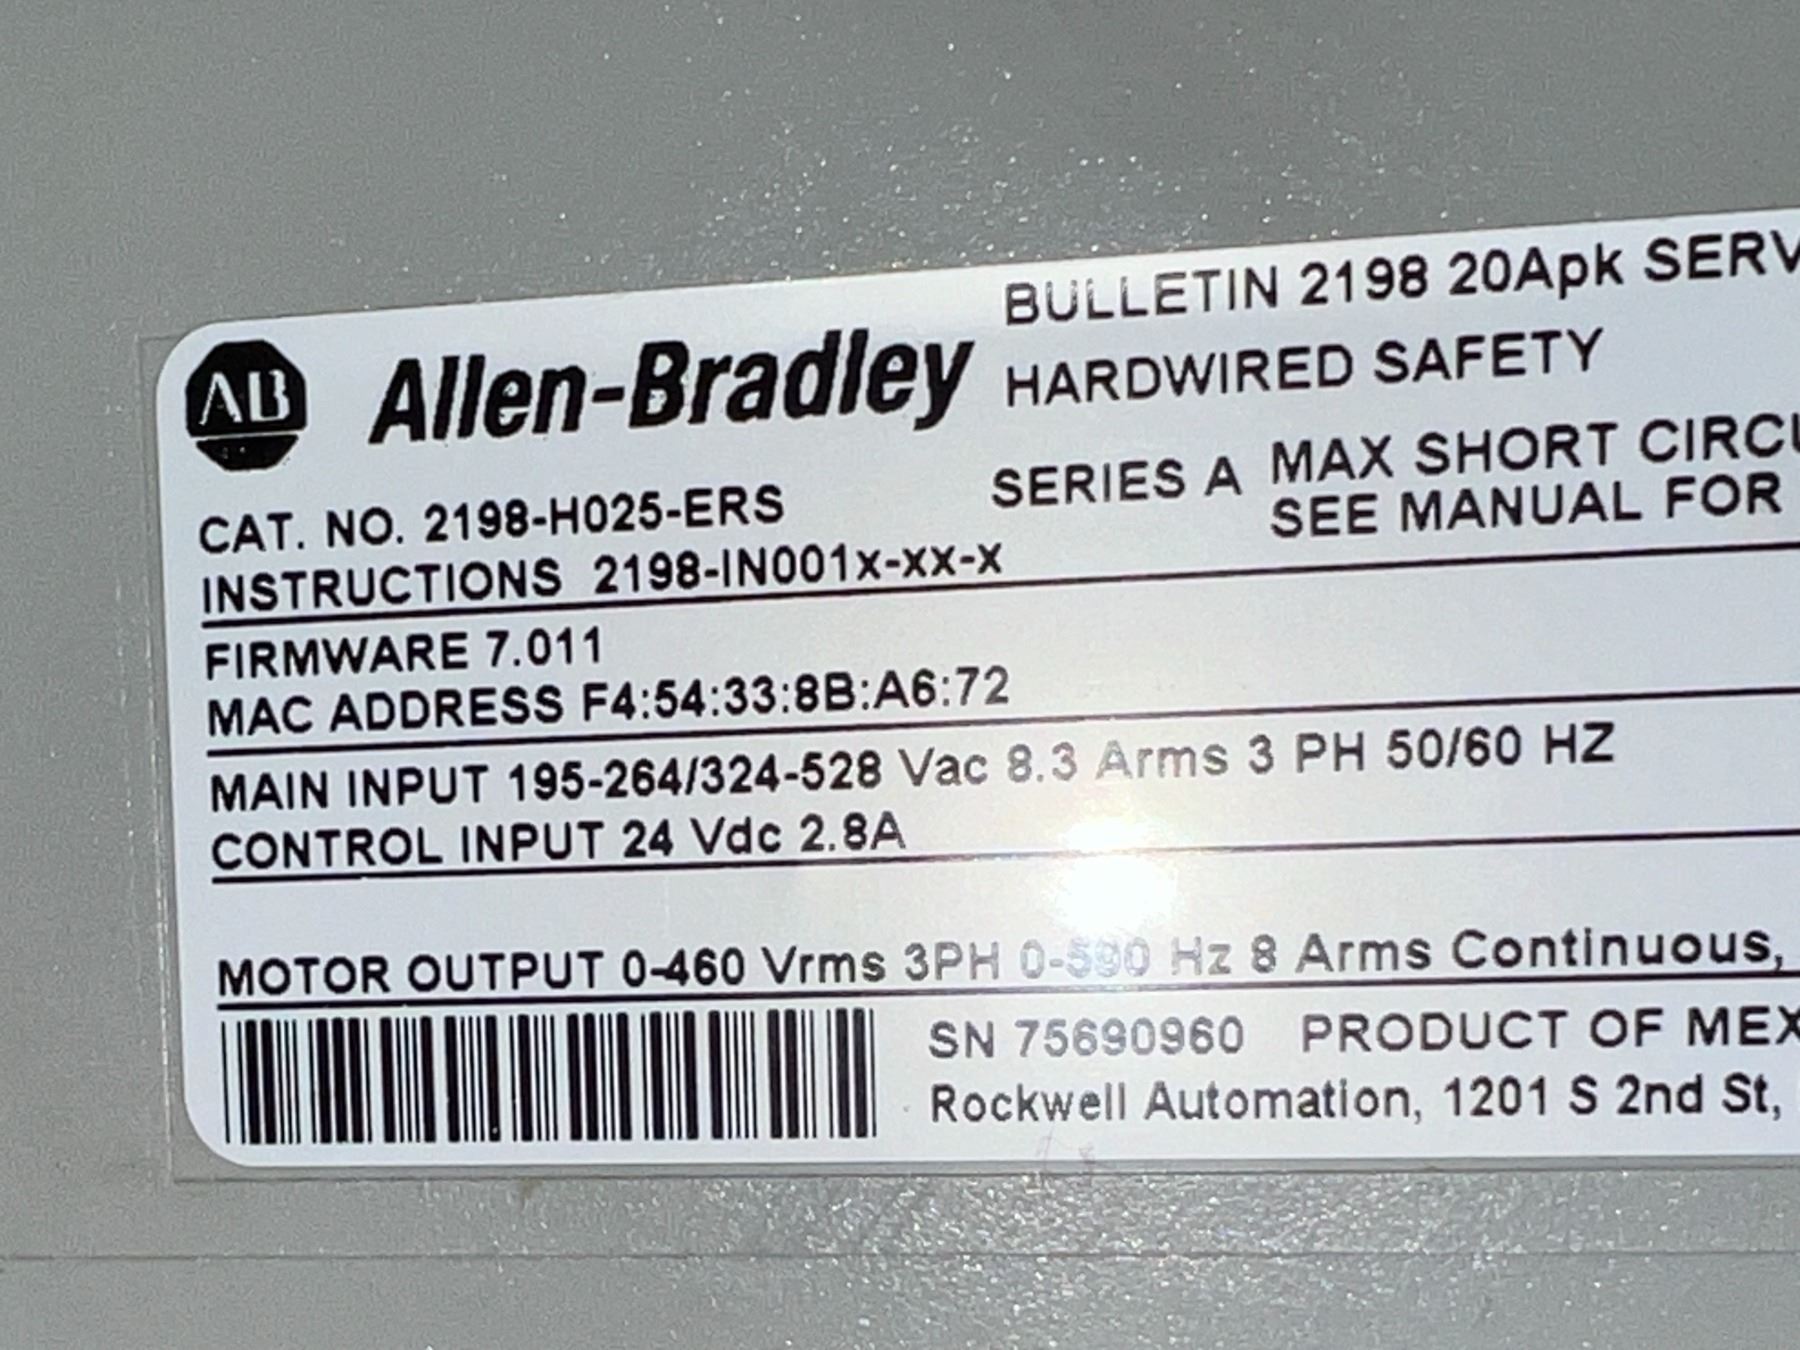 BULLETIN 2198 20Apk SERV
AB Allen-Bradley
HARDWIRED SAFETY
CAT. NO. 2198-H025-ERS
SERIES A
MAX SHORT CIRCU
SEE MANUAL FOR
INSTRUCTIONS 2198-IN001x-xx-x
FIRMWARE 7.011
MAC ADDRESS F4:54:33:8B:A6:72
MAIN INPUT 195-264/324-528 Vac 8.3 Arms 3 PH 50/60 HZ
CONTROL INPUT 24 Vdc 2.8A
MOTOR OUTPUT 0-460 Vrms 3PH 0-590 Hz 8 Arms Continuous,
SN 75690960 PRODUCT OF MEX
Rockwell Automation, 1201 S 2nd St,